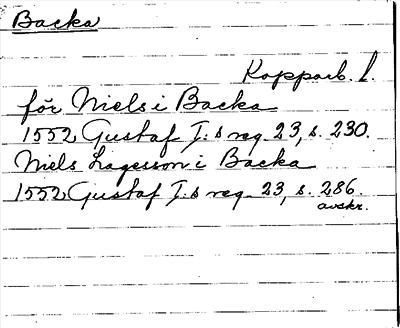 Backa
Kopparb. l.
för Niels i Backa
1552 Gustaf I:s reg. 23, s. 230.
Niels Lagesson i Backa
1552 Gustaf I:s reg. 23, s. 286.
avskr.